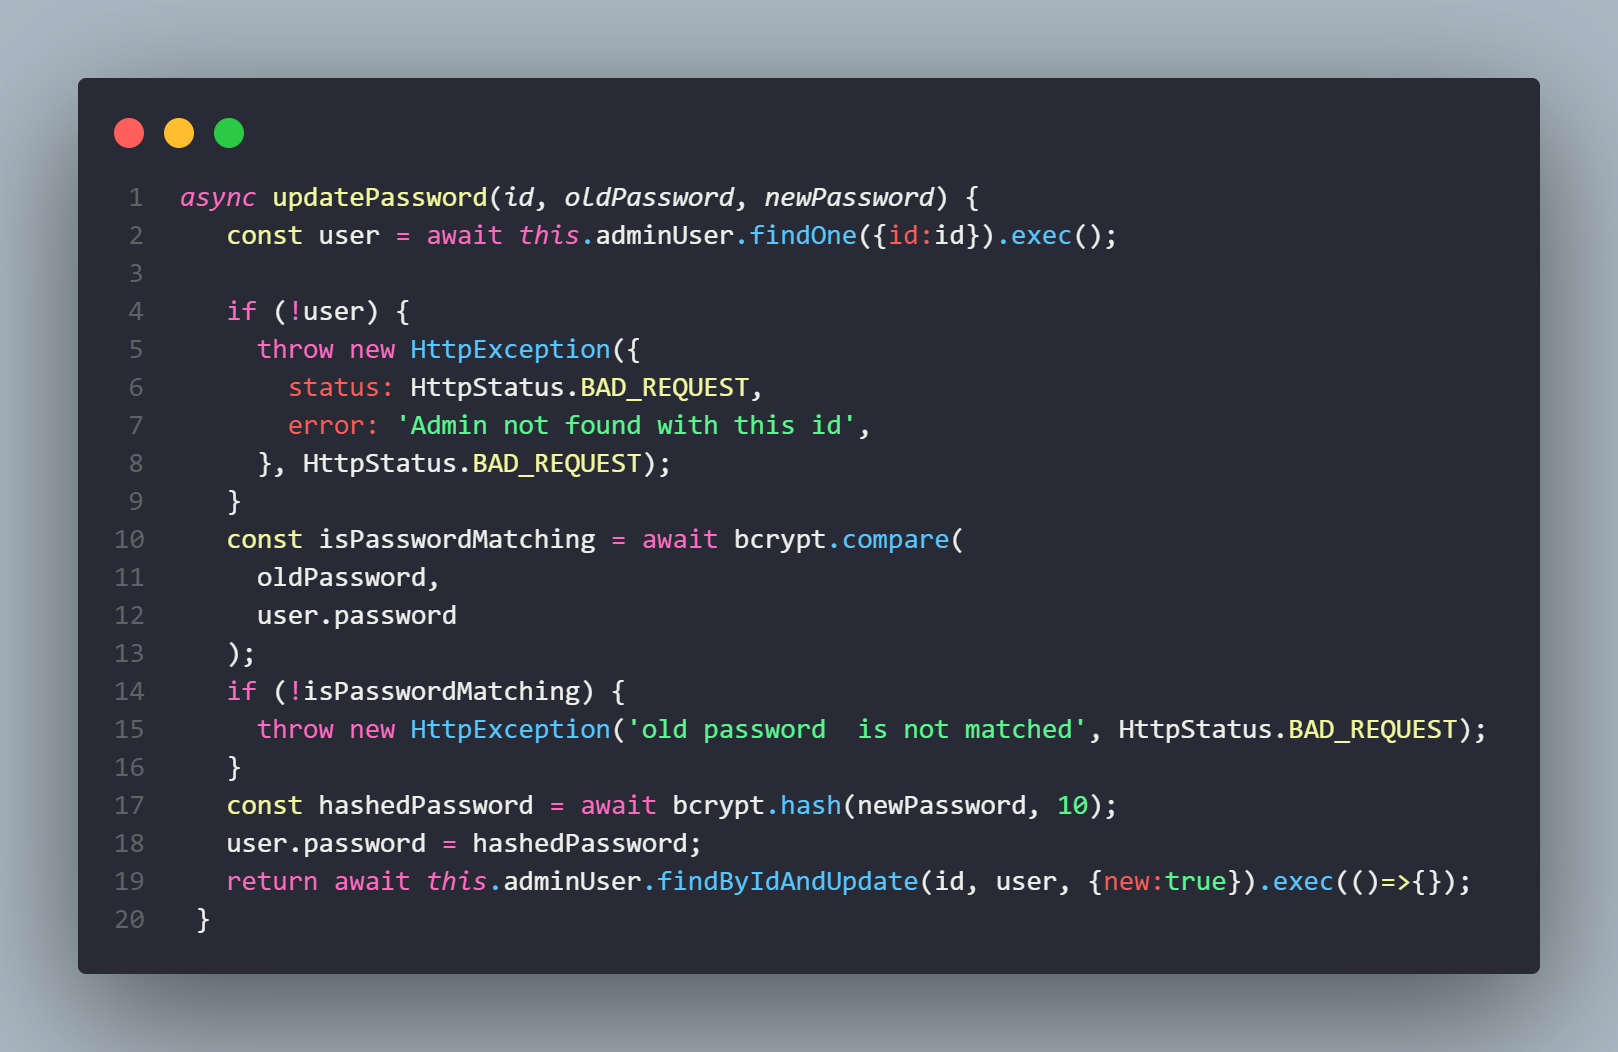 1 async updatePassword(id, oldPassword, newPassword) {
2 const user = await this.adminUser.findOne({id:id}).exec();
3
4 if (!user) {
5 throw new HttpException({
6 status: HttpStatus.BAD_REQUEST,
7 error: 'Admin not found with this id',
8 }, HttpStatus.BAD_REQUEST);
9 }
10 const isPasswordMatching = await bcrypt.compare(
11 oldPassword,
12 user.password
13 );
14 if (!isPasswordMatching) {
15 throw new HttpException('old password  is not matched', HttpStatus.BAD_REQUEST);
16 }
17 const hashedPassword = await bcrypt.hash(newPassword, 10);
18 user.password = hashedPassword;
19 return await this.adminUser.findByIdAndUpdate(id, user, {new:true}).exec(()=>{});
20 }